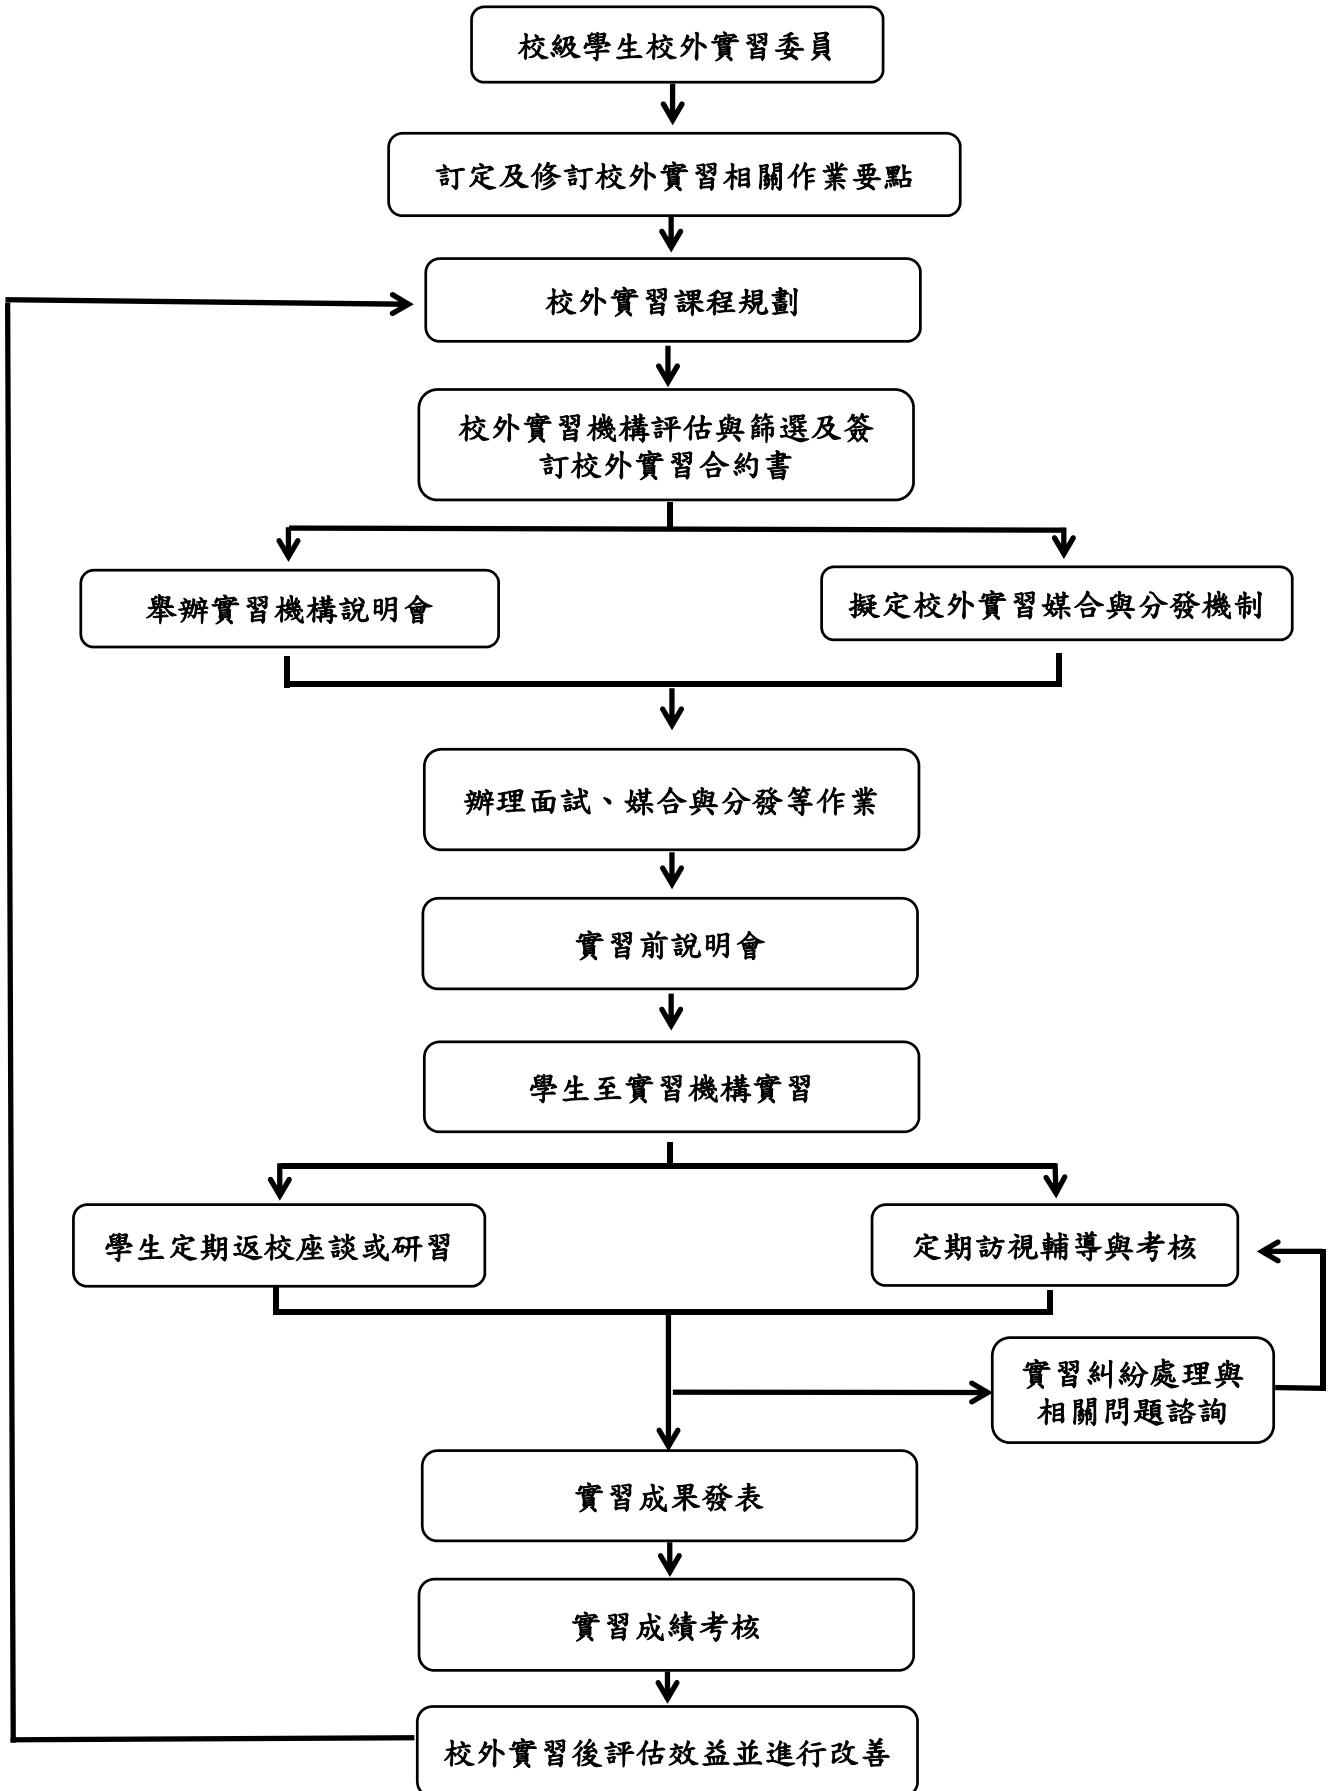 校級學生校外實習委員
訂定及修訂校外實習相關作業要點
校外實習課程規劃
校外實習機構評估與篩選及簽
訂校外實習合約書
舉辦實習機構說明會
擬定校外實習媒合與分發機制
辦理面試、媒合與分發等作業
實習前說明會
學生至實習機構實習
學生定期返校座談或研習
定期訪視輔導與考核
實習糾紛處理與
相關問題諮詢
實習成果發表
實習成績考核
校外實習後評估效益並進行改善